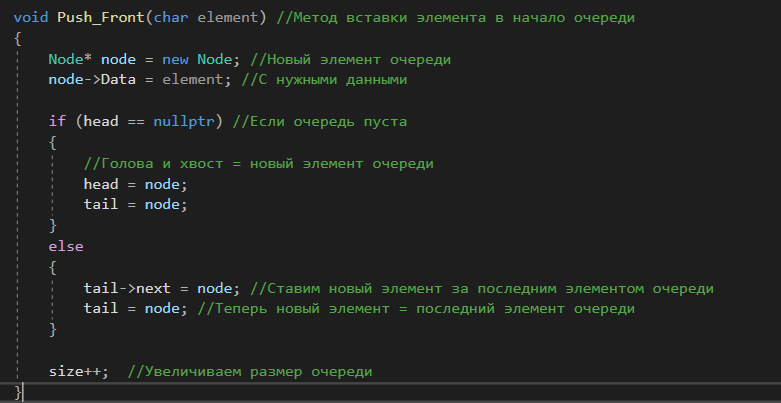 void Push_Front(char element) //Метод вставки элемента в начало очереди
{
Node* node = new Node; //Новый элемент очереди
node->Data = element; //С нужными данными
if (head == nullptr) //Если очередь пуста
{
//Голова и хвост = новый элемент очереди
head = node;
tail = node;
}
else
{
tail->next = node; //Ставим новый элемент за последним элементом очереди
tail = node; //Теперь новый элемент = последний элемент очереди
}
size++;  //Увеличиваем размер очереди
}